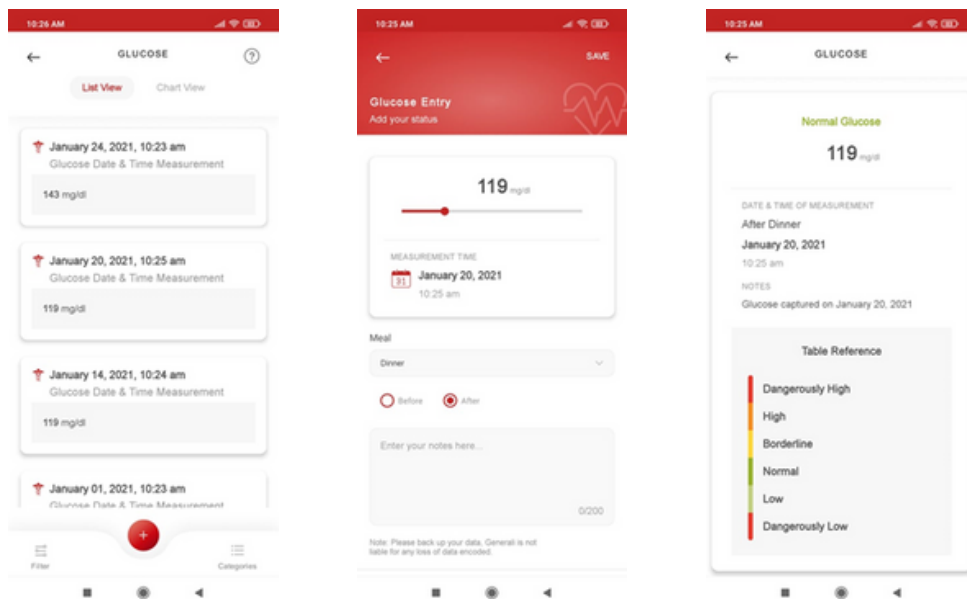 10:26 AM
GLUCOSE
List View Chart View
January 24, 2021, 10:23 am
Glucose Date & Time Measurement
143 mg/dl
January 20, 2021, 10:25 am
Glucose Date & Time Measurement
119 mg/dl
January 14, 2021, 10:24 am
Glucose Date & Time Measurement
119 mg/dl
January 01, 2021, 10:23 am
Glucose Date & Time Measurement
+
Filter Categories
10:25 AM
SAVE
Glucose Entry
Add your status
119 mg/dl
MEASUREMENT TIME
31
January 20, 2021
10:25 am
Meal
Dinner
Before After
Enter your notes here...
0/200
Note: Please back up your data. Generali is not
liable for any loss of data encoded.
10:25 AM
GLUCOSE
Normal Glucose
119 mg/dl
DATE & TIME OF MEASUREMENT
After Dinner
January 20, 2021
10:25 am
NOTES
Glucose captured on January 20, 2021
Table Reference
Dangerously High
High
Borderline
Normal
Low
Dangerously Low